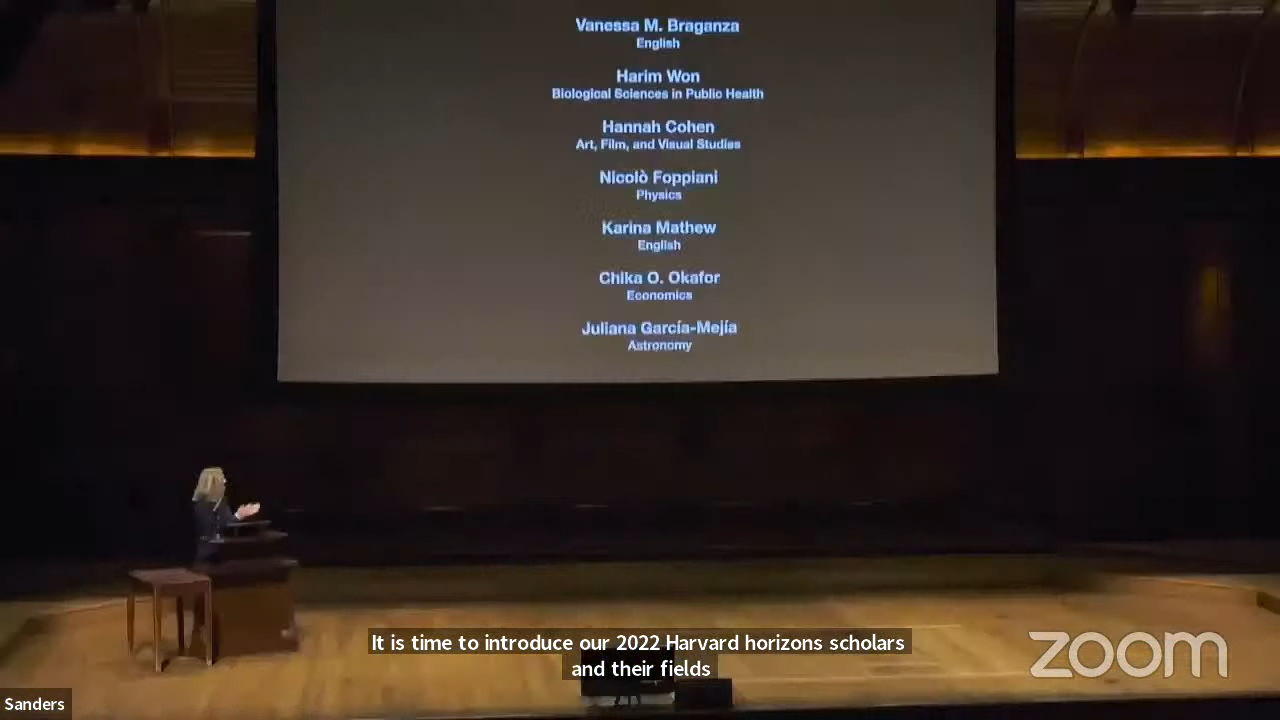 Vanessa M. Braganza
English
Harim Won
Biological Sciences in Public Health
Hannah Cohen
Art, Film, and Visual Studies
Nicolò Foppiani
Physics
Karina Mathew
English
Chika O. Okafor
Economics
Juliana García-Mejía
Astronomy
It is time to introduce our 2022 Harvard horizons scholars
and their fields
zoom
Sanders